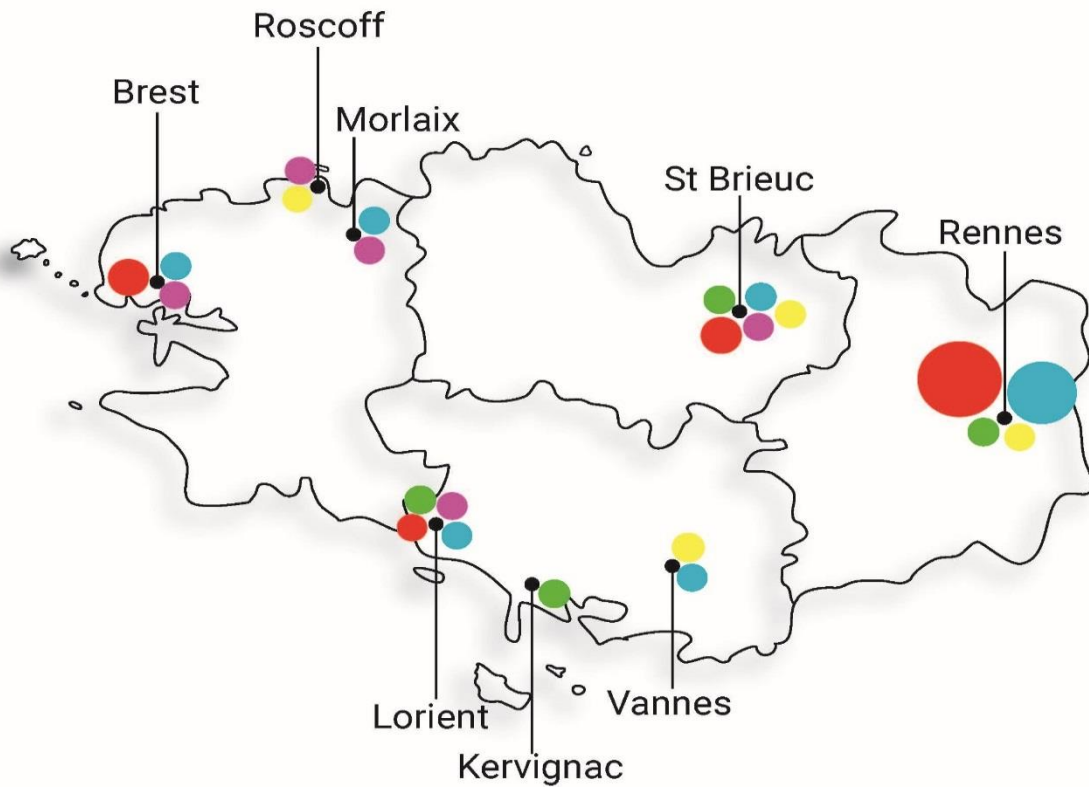 Roscoff
Brest
Morlaix
St Brieuc
Rennes
Lorient
Vannes
Kervignac